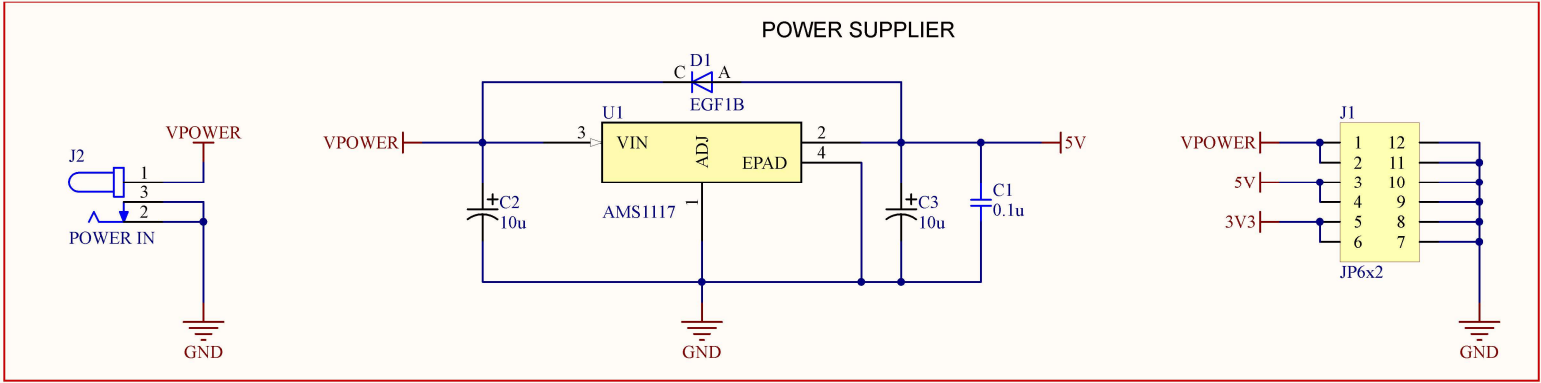 POWER SUPPLIER
J2
VPOWER
1
3
2
POWER IN
GND
VPOWER
D1
C A
EGF1B
U1
3 VIN
ADJ
EPAD
2
4
1
AMS1117
+ C2
10u
+ C3
10u
C1
0.1u
5V
GND
J1
VPOWER
5V
3V3
1 12
2 11
3 10
4 9
5 8
6 7
JP6x2
GND